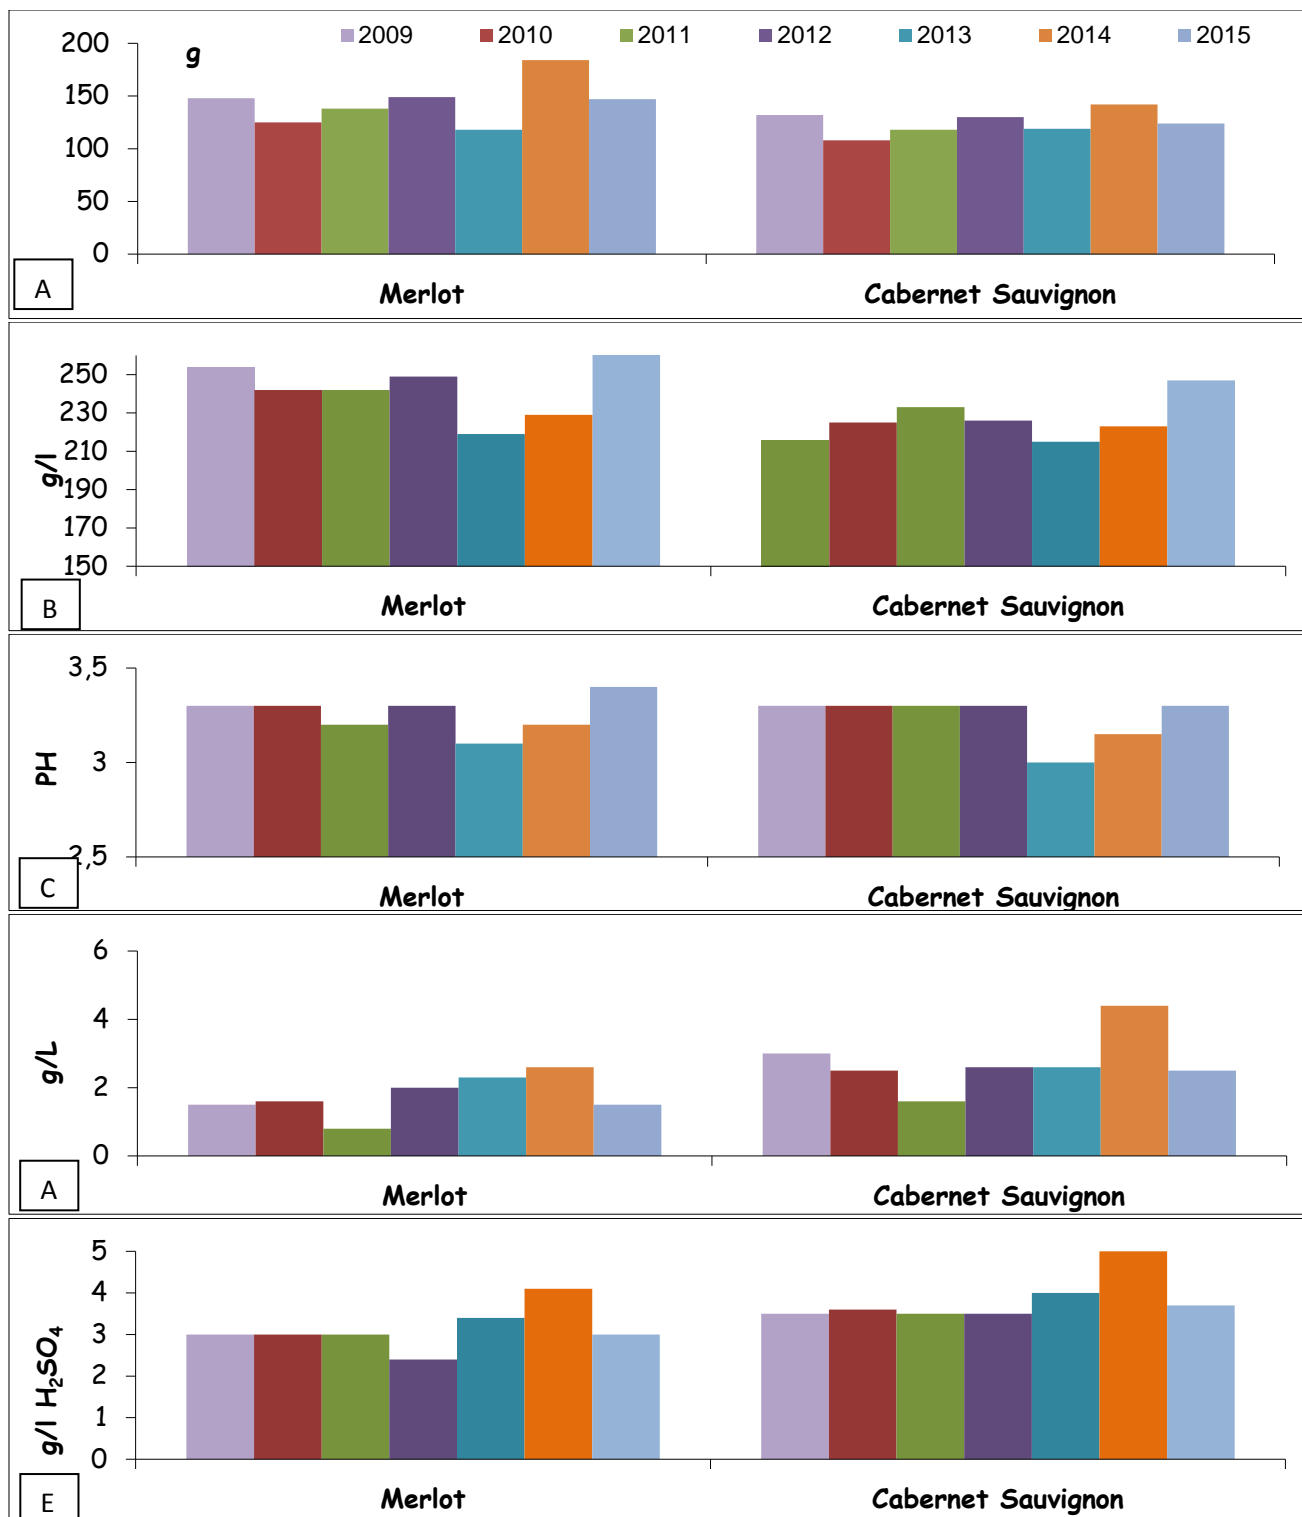 200
g
2009 2010 2011 2012 2013 2014 2015
150
100
50
0
A
Merlot Cabernet Sauvignon
250
230
210
g/l
190
170
150
B
Merlot Cabernet Sauvignon
3,5
PH
3
2,5
C
Merlot Cabernet Sauvignon
6
4
g/L
2
0
A
Merlot Cabernet Sauvignon
5
4
3
g/l H₂SO₄
2
1
0
E
Merlot Cabernet Sauvignon